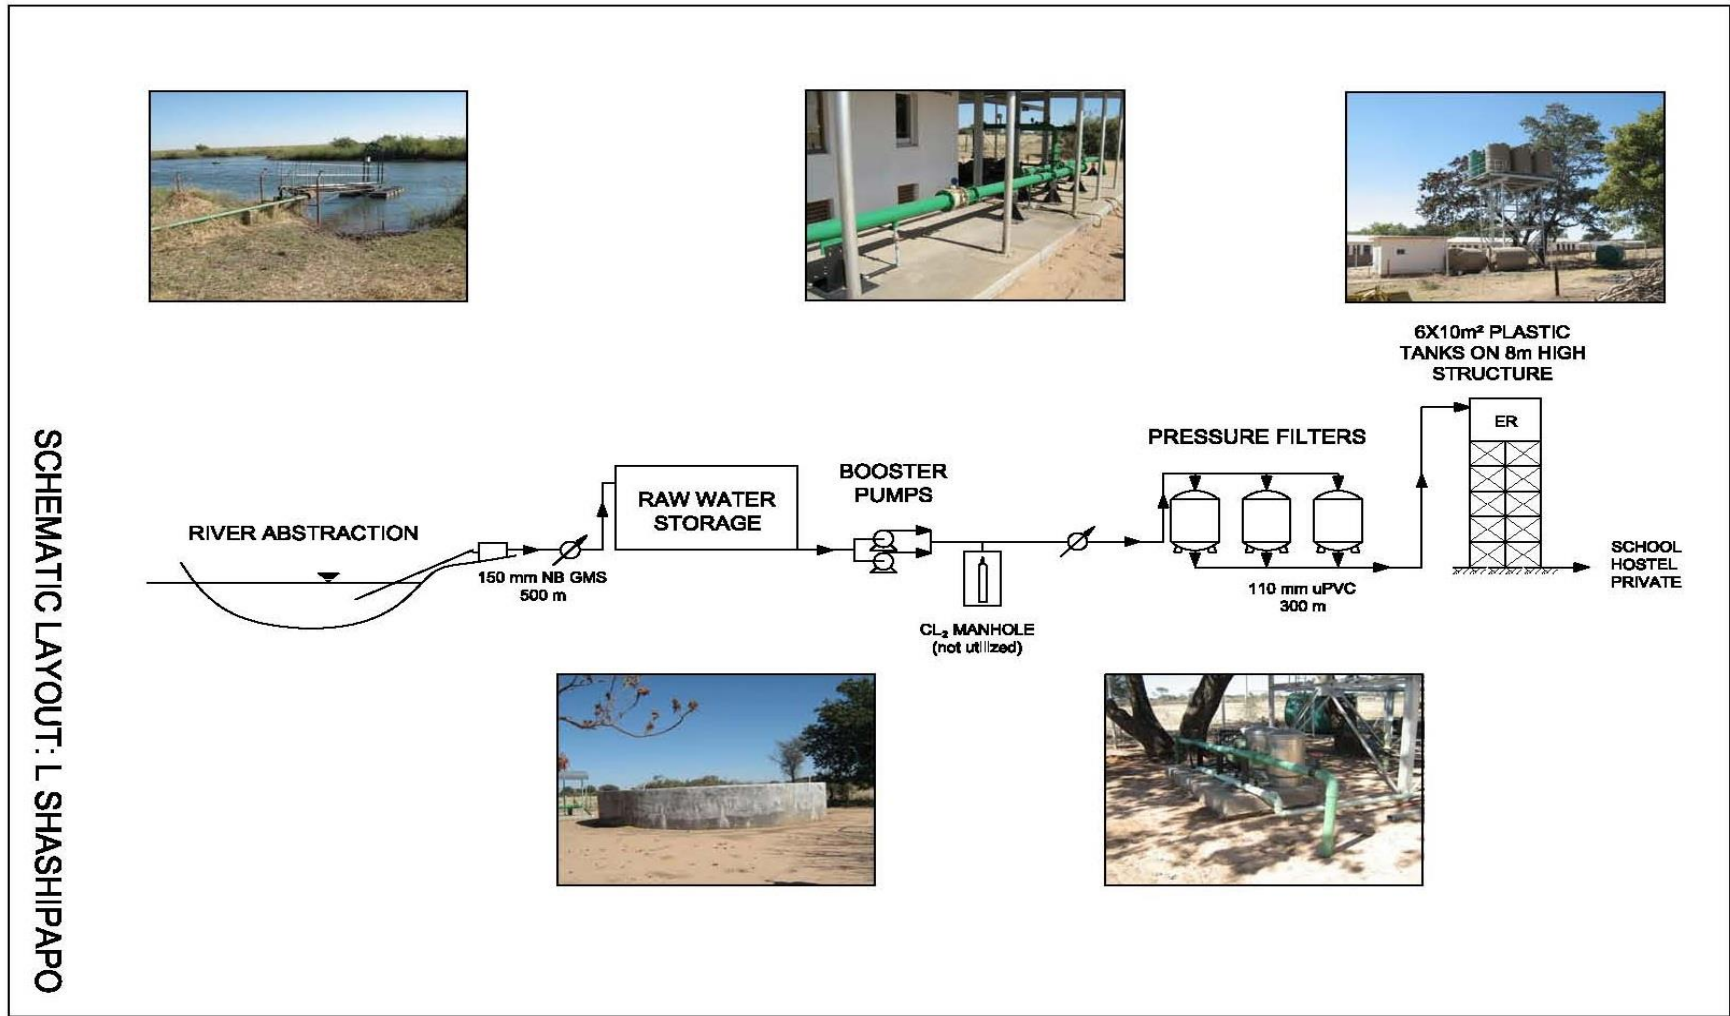 SCHEMATIC LAYOUT: L SHASHIPAPO
RIVER ABSTRACTION
150 mm NB GMS
500 m
RAW WATER
STORAGE
BOOSTER
PUMPS
CL₂ MANHOLE
(not utilized)
PRESSURE FILTERS
110 mm uPVC
300 m
6X10m² PLASTIC
TANKS ON 8m HIGH
STRUCTURE
ER
SCHOOL
HOSTEL
PRIVATE